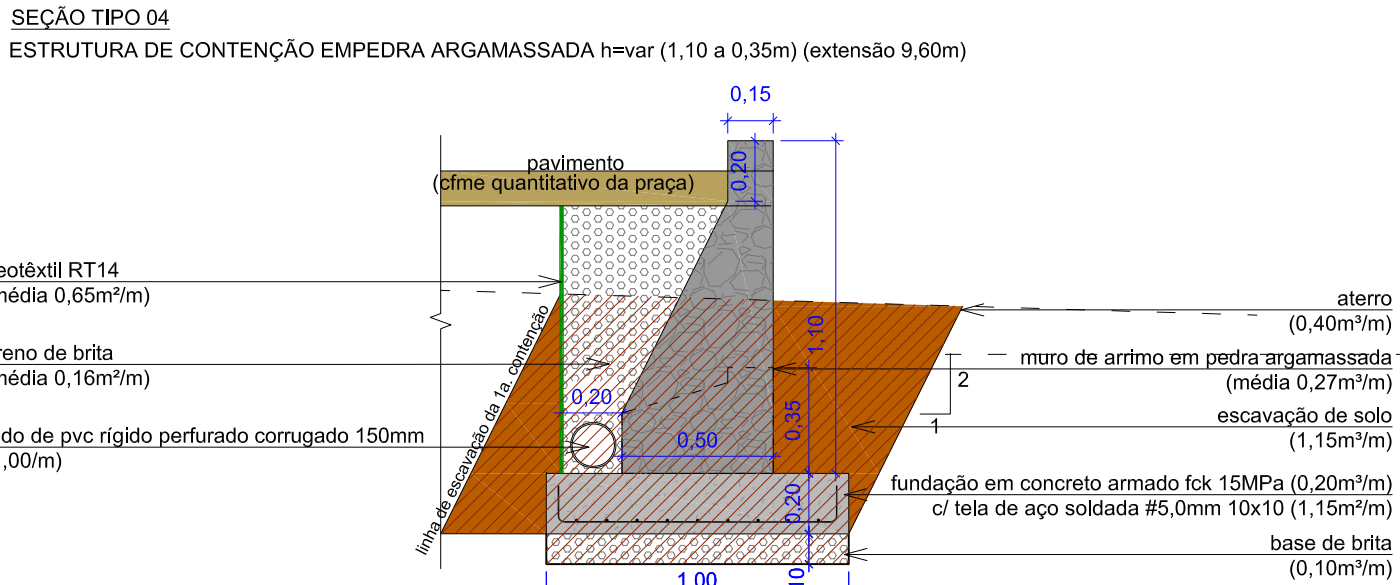 SEÇÃO TIPO 04
ESTRUTURA DE CONTENÇÃO EMPEDRA ARGAMASSADA h=var (1,10 a 0,35m) (extensão 9,60m)
0,15
pavimento
(cfme quantitativo da praça)
0,20
eotêxtil RT14
média 0,65m²/m)
reno de brita
média 0,16m²/m)
do de pvc rígido perfurado corrugado 150mm
,00/m)
linha de escavação da 1a. contenção
0,20
0,50
1,10
0,35
0,20
10
1,00
2
1
aterro
(0,40m³/m)
muro de arrimo em pedra argamassada
(média 0,27m³/m)
escavação de solo
(1,15m³/m)
fundação em concreto armado fck 15MPa (0,20m³/m)
c/ tela de aço soldada #5,0mm 10x10 (1,15m²/m)
base de brita
(0,10m³/m)